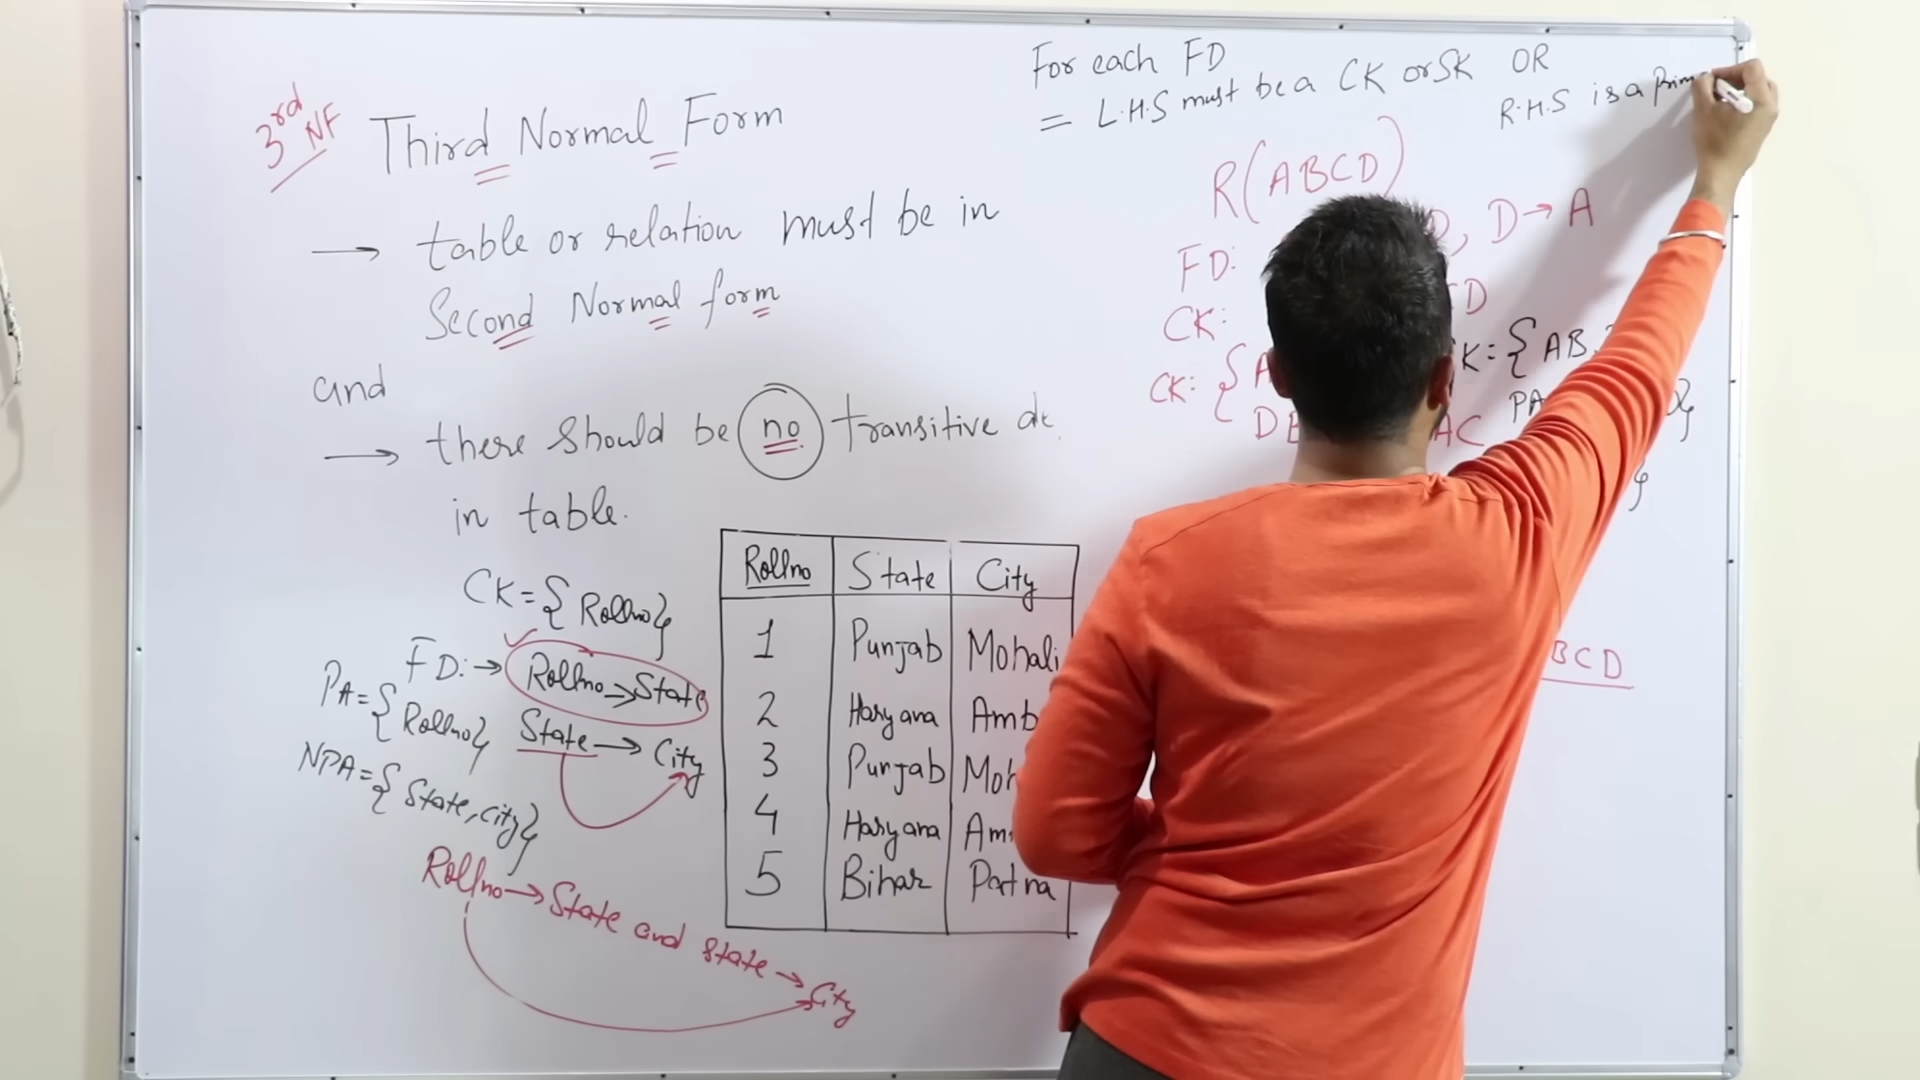 3rd NF
Third Normal Form
→ table or relation must be in
Second Normal form
and
→ there should be no transitive de
in table.
CK = { Rollno}
FD: → Rollno → State
State → City
PA = { Rollno}
NPA = { State, City}
Rollno → State and State → City
Rollno State City
1 Punjab Mohali
2 Haryana Amb
3 Punjab Moh
4 Haryana Am
5 Bihar Patna
For each FD
= L.H.S must be a CK or SK OR
R.H.S is a Prim
R(ABCD)
FD: D, D → A
CK: D
CK: { A
DB AC
K = { AB,
PA
BCD